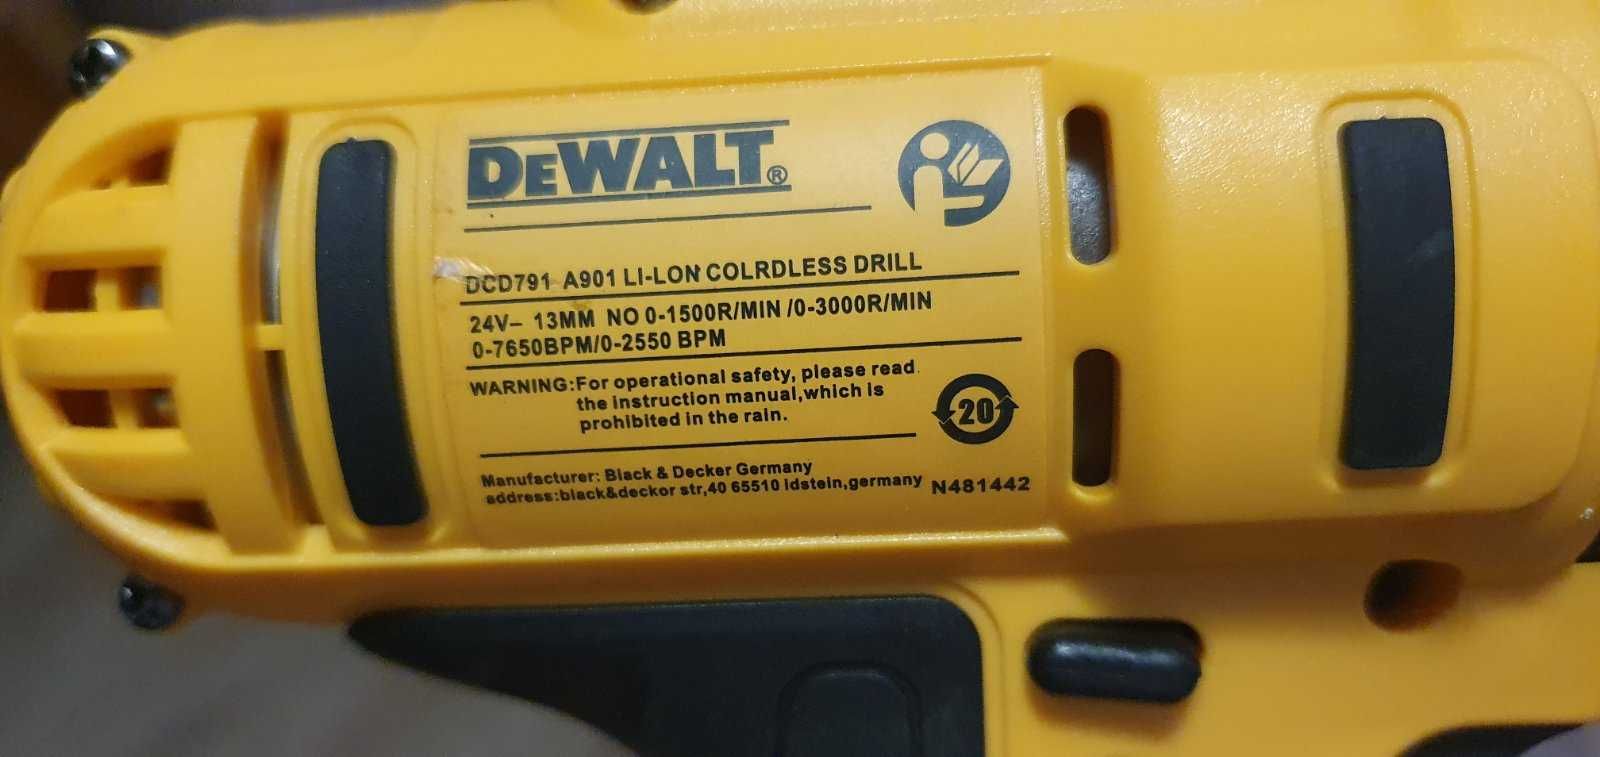 DEWALT®
DCD791 A901 LI-LON COLRDLESS DRILL
24V– 13MM NO 0-1500R/MIN /0-3000R/MIN
0-7650BPM/0-2550 BPM
WARNING:For operational safety, please read
the instruction manual,which is
prohibited in the rain.
20
Manufacturer: Black & Decker Germany
address:black&deckor str,40 65510 ldstein,germany
N481442